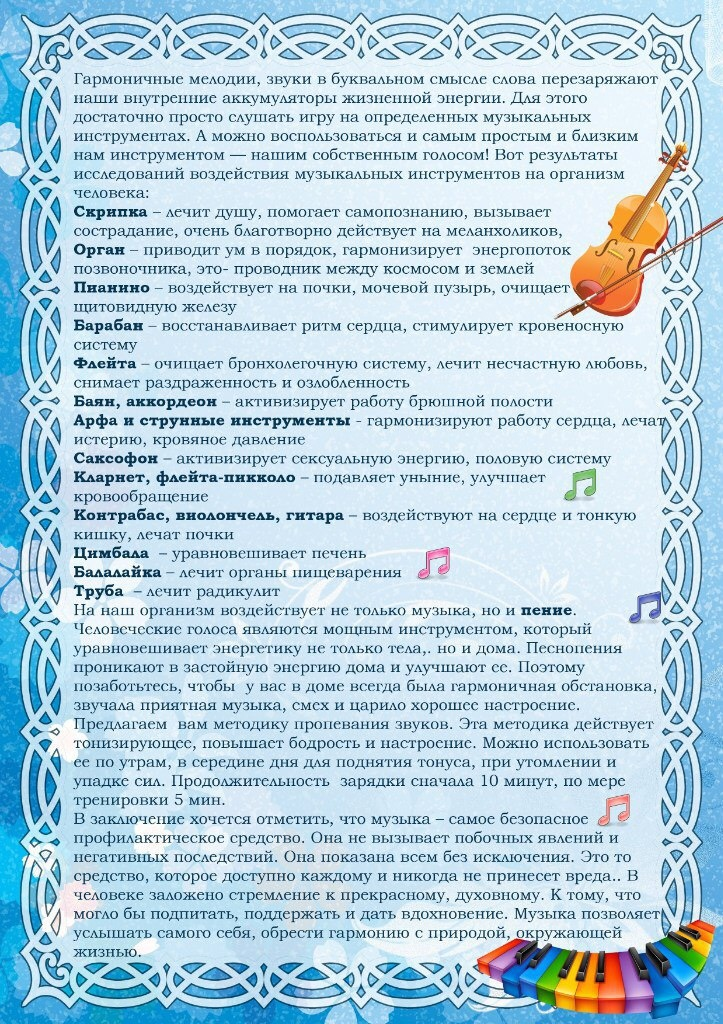 Гармоничные мелодии, звуки в буквальном смысле слова перезаряжают
наши внутренние аккумуляторы жизненной энергии. Для этого
достаточно просто слушать игру на определенных музыкальных
инструментах. А можно воспользоваться и самым простым и близким
нам инструментом — нашим собственным голосом! Вот результаты
исследований воздействия музыкальных инструментов на организм
человека:
Скрипка – лечит душу, помогает самопознанию, вызывает
сострадание, очень благотворно действует на меланхоликов,
Орган – приводит ум в порядок, гармонизирует энергопоток
позвоночника, это- проводник между космосом и землей
Пианино – воздействует на почки, мочевой пузырь, очищает
щитовидную железу
Барабан – восстанавливает ритм сердца, стимулирует кровеносную
систему
Флейта – очищает бронхолегочную систему, лечит несчастную любовь,
снимает раздраженность и озлобленность
Баян, аккордеон – активизирует работу брюшной полости
Арфа и струнные инструменты - гармонизируют работу сердца, лечат
истерию, кровяное давление
Саксофон – активизирует сексуальную энергию, половую систему
Кларнет, флейта-пикколо – подавляет уныние, улучшает
кровообращение
Контрабас, виолончель, гитара – воздействуют на сердце и тонкую
кишку, лечат почки
Цимбала – уравновешивает печень
Балалайка – лечит органы пищеварения
Труба – лечит радикулит
На наш организм воздействует не только музыка, но и пение.
Человеческие голоса являются мощным инструментом, который
уравновешивает энергетику не только тела,. но и дома. Песнопения
проникают в застойную энергию дома и улучшают ее. Поэтому
позаботьтесь, чтобы у вас в доме всегда была гармоничная обстановка,
звучала приятная музыка, смех и царило хорошее настроение.
Предлагаем вам методику пропевания звуков. Эта методика действует
тонизирующее, повышает бодрость и настроение. Можно использовать
ее по утрам, в середине дня для поднятия тонуса, при утомлении и
упадке сил. Продолжительность зарядки сначала 10 минут, по мере
тренировки 5 мин.
В заключение хочется отметить, что музыка – самое безопасное
профилактическое средство. Она не вызывает побочных явлений и
негативных последствий. Она показана всем без исключения. Это то
средство, которое доступно каждому и никогда не принесет вреда.. В
человеке заложено стремление к прекрасному, духовному. К тому, что
могло бы подпитать, поддержать и дать вдохновение. Музыка позволяет
услышать самого себя, обрести гармонию с природой, окружающей
жизнью.